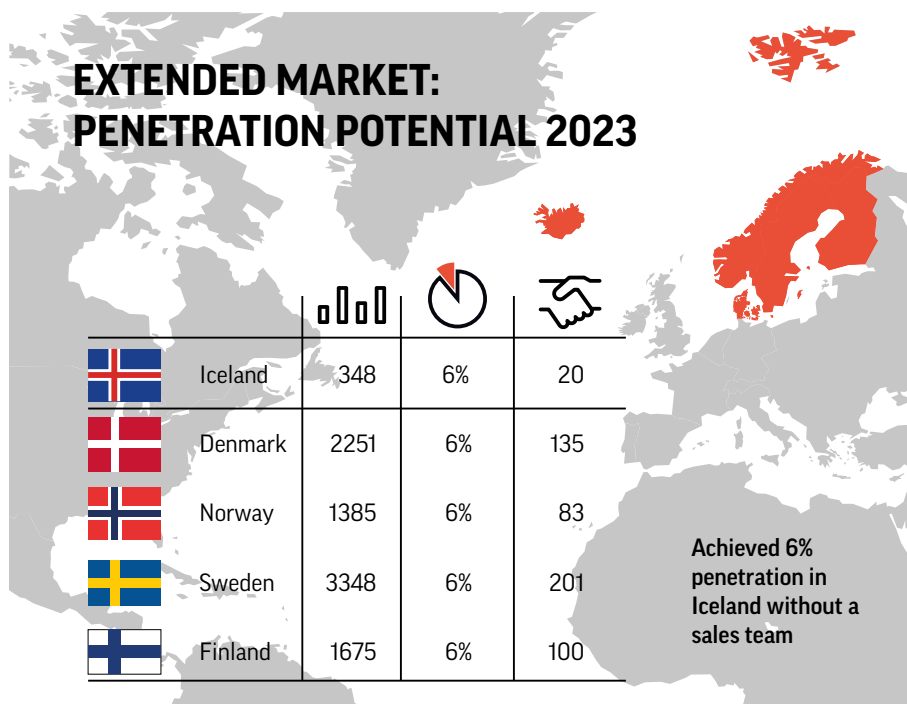 EXTENDED MARKET:
PENETRATION POTENTIAL 2023
Iceland 348 6% 20
Denmark 2251 6% 135
Norway 1385 6% 83
Sweden 3348 6% 201
Finland 1675 6% 100
Achieved 6%
penetration in
Iceland without a
sales team